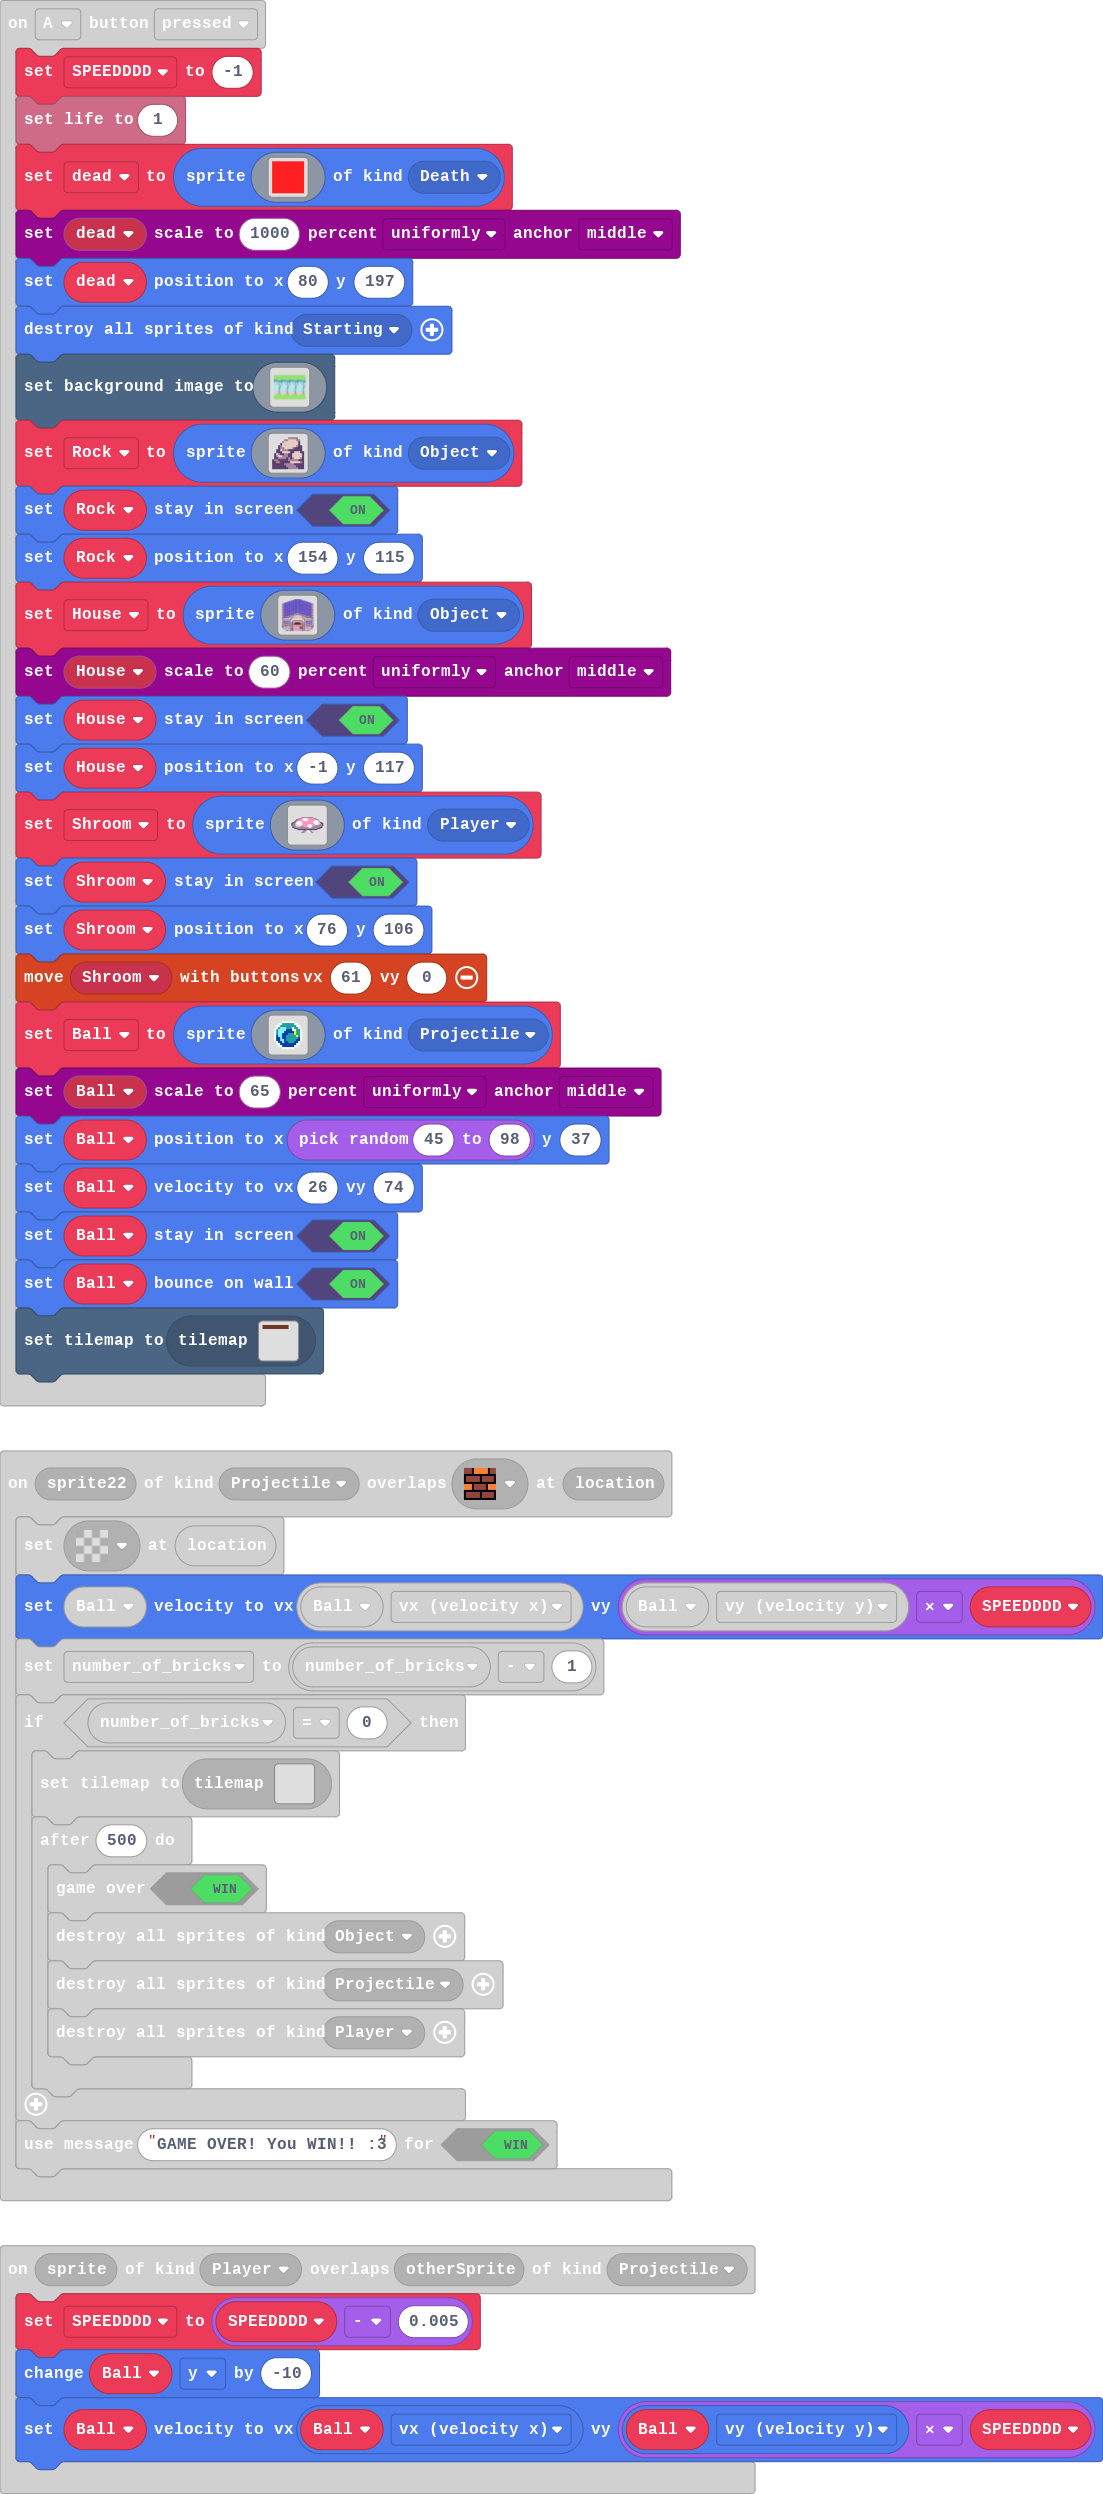 on A button pressed
set SPEEDDDD to -1
set life to 1
set dead to sprite of kind Death
set dead scale to 1000 percent uniformly anchor middle
set dead position to x 80 y 197
destroy all sprites of kind Starting
set background image to
set Rock to sprite of kind Object
set Rock stay in screen ON
set Rock position to x 154 y 115
set House to sprite of kind Object
set House scale to 60 percent uniformly anchor middle
set House stay in screen ON
set House position to x -1 y 117
set Shroom to sprite of kind Player
set Shroom stay in screen ON
set Shroom position to x 76 y 106
move Shroom with buttons vx 61 vy 0
set Ball to sprite of kind Projectile
set Ball scale to 65 percent uniformly anchor middle
set Ball position to x pick random 45 to 98 y 37
set Ball velocity to vx 26 vy 74
set Ball stay in screen ON
set Ball bounce on wall ON
set tilemap to tilemap
on sprite22 of kind Projectile overlaps at location
set at location
set Ball velocity to vx Ball vx (velocity x) vy Ball vy (velocity y) × SPEEDDDD
set number_of_bricks to number_of_bricks - 1
if number_of_bricks = 0 then
set tilemap to tilemap
after 500 do
game over WIN
destroy all sprites of kind Object
destroy all sprites of kind Projectile
destroy all sprites of kind Player
use message "GAME OVER! You WIN!! :3" for WIN
on sprite of kind Player overlaps otherSprite of kind Projectile
set SPEEDDDD to SPEEDDDD - 0.005
change Ball y by -10
set Ball velocity to vx Ball vx (velocity x) vy Ball vy (velocity y) × SPEEDDDD